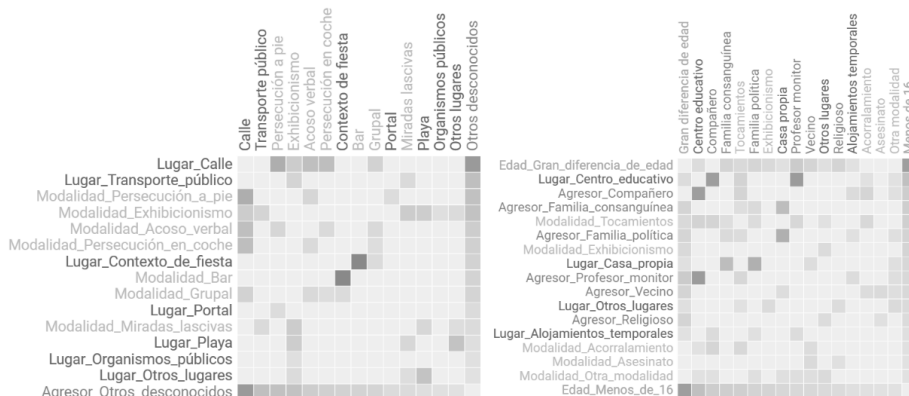 Calle
Transporte público
Persecución a pie
Exhibicionismo
Acoso verbal
Persecución en coche
Contexto de fiesta
Bar
Grupal
Portal
Miradas lascivas
Playa
Organismos públicos
Otros lugares
Otros desconocidos
Lugar_Calle
Lugar_Transporte_público
Modalidad_Persecución_a_pie
Modalidad_Exhibicionismo
Modalidad_Acoso_verbal
Modalidad_Persecución_en_coche
Lugar_Contexto_de_fiesta
Modalidad_Bar
Modalidad_Grupal
Lugar_Portal
Modalidad_Miradas_lascivas
Lugar_Playa
Lugar_Organismos_públicos
Lugar_Otros_lugares
Agresor_Otros_desconocidos
Gran diferencia de edad
Centro educativo
Compañero
Familia consanguínea
Tocamientos
Familia política
Exhibicionismo
Casa propia
Profesor monitor
Vecino
Otros lugares
Religioso
Alojamientos temporales
Acorralamiento
Asesinato
Otra modalidad
Menos de 16
Edad_Gran_diferencia_de_edad
Lugar_Centro_educativo
Agresor_Compañero
Agresor_Familia_consanguínea
Modalidad_Tocamientos
Agresor_Familia_política
Modalidad_Exhibicionismo
Lugar_Casa_propia
Agresor_Profesor_monitor
Agresor_Vecino
Lugar_Otros_lugares
Agresor_Religioso
Lugar_Alojamientos_temporales
Modalidad_Acorralamiento
Modalidad_Asesinato
Modalidad_Otra_modalidad
Edad_Menos_de_16